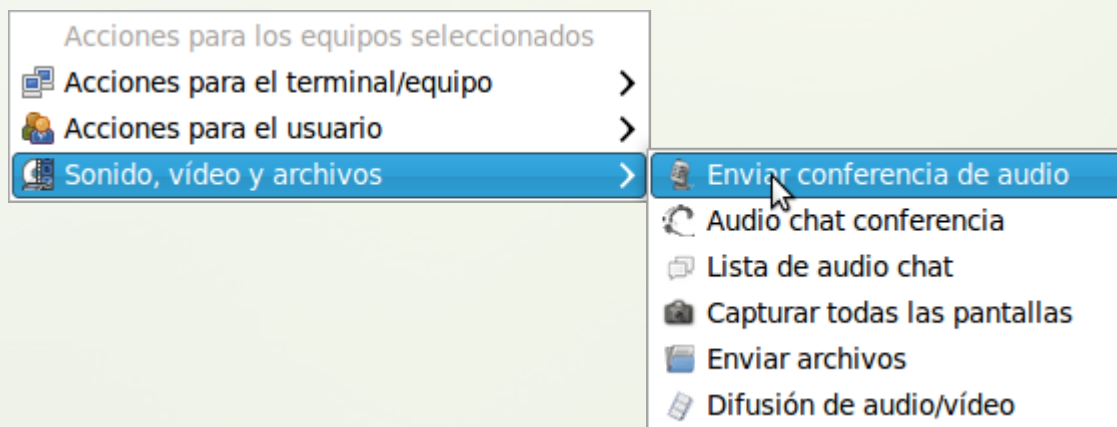 Acciones para los equipos seleccionados
Acciones para el terminal/equipo
Acciones para el usuario
Sonido, vídeo y archivos
Enviar conferencia de audio
Audio chat conferencia
Lista de audio chat
Capturar todas las pantallas
Enviar archivos
Difusión de audio/vídeo